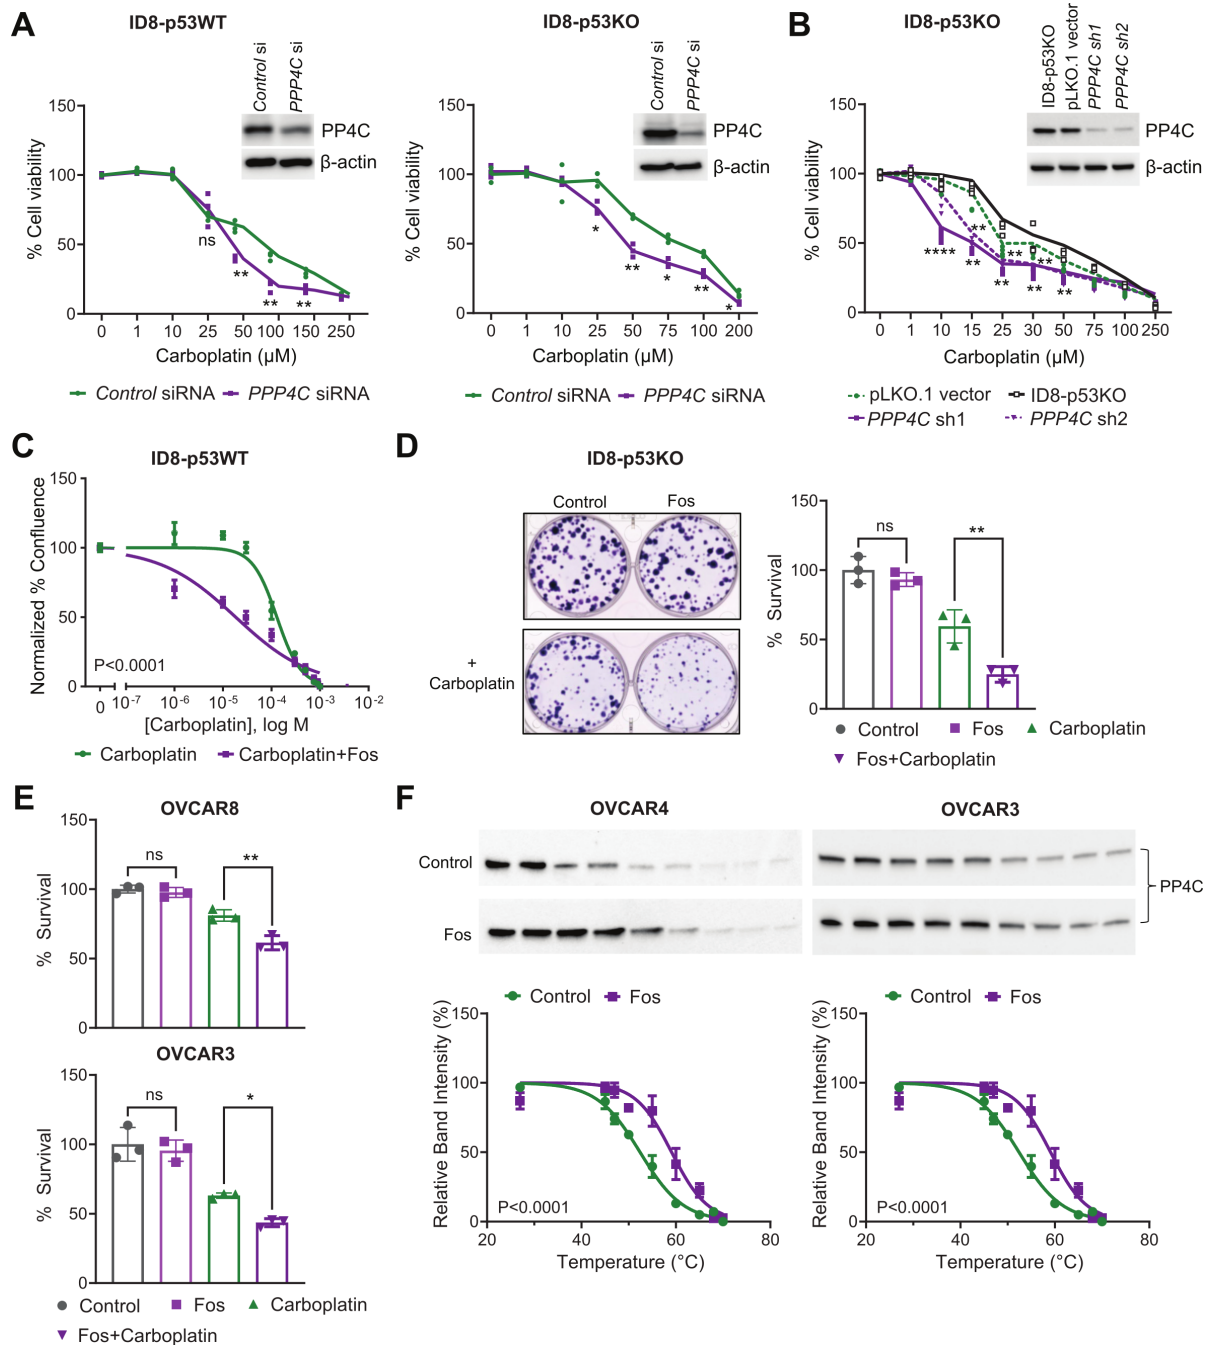 A
ID8-p53WT
Control si
PPP4C si
PP4C
β-actin
150
100
50
0
% Cell viability
ns
**
**
**
0 1 10 25 50 100 150 250
Carboplatin (µM)
Control siRNA PPP4C siRNA
ID8-p53KO
Control si
PPP4C si
PP4C
β-actin
150
100
50
0
% Cell viability
*
**
*
**
*
0 1 10 25 50 75 100 200
Carboplatin (µM)
Control siRNA PPP4C siRNA
B
ID8-p53KO
ID8-p53KO
pLKO.1 vector
PPP4C sh1
PPP4C sh2
PP4C
β-actin
150
100
50
0
% Cell viability
****
**
**
**
**
**
**
0 1 10 15 25 30 50 75 100 250
Carboplatin (µM)
pLKO.1 vector ID8-p53KO
PPP4C sh1 PPP4C sh2
C
ID8-p53WT
150
100
50
0
Normalized % Confluence
P<0.0001
0 10-7 10-6 10-5 10-4 10-3 10-2
[Carboplatin], log M
Carboplatin Carboplatin+Fos
D
ID8-p53KO
Control Fos
+
Carboplatin
150
100
50
0
% Survival
ns
**
Control Fos Carboplatin
Fos+Carboplatin
E
OVCAR8
150
100
50
0
% Survival
ns
**
OVCAR3
150
100
50
0
% Survival
ns
*
Control Fos Carboplatin
Fos+Carboplatin
F
OVCAR4
OVCAR3
Control
Fos
PP4C
Control Fos
150
100
50
0
Relative Band Intensity (%)
P<0.0001
20 40 60 80
Temperature (°C)
Control Fos
150
100
50
0
Relative Band Intensity (%)
P<0.0001
20 40 60 80
Temperature (°C)